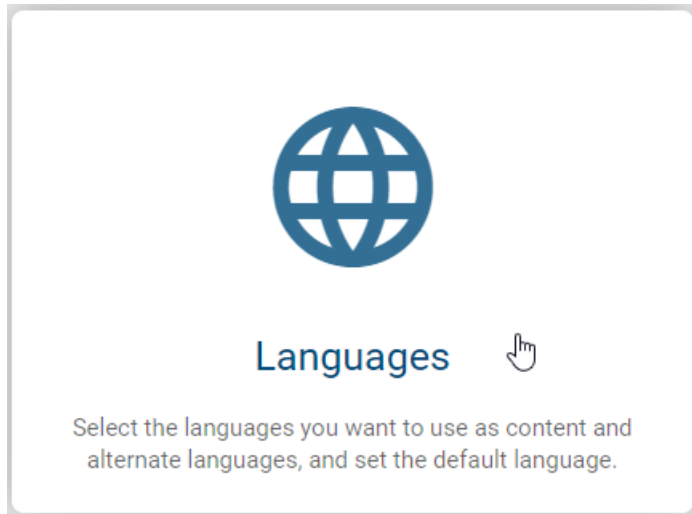 Languages
Select the languages you want to use as content and
alternate languages, and set the default language.